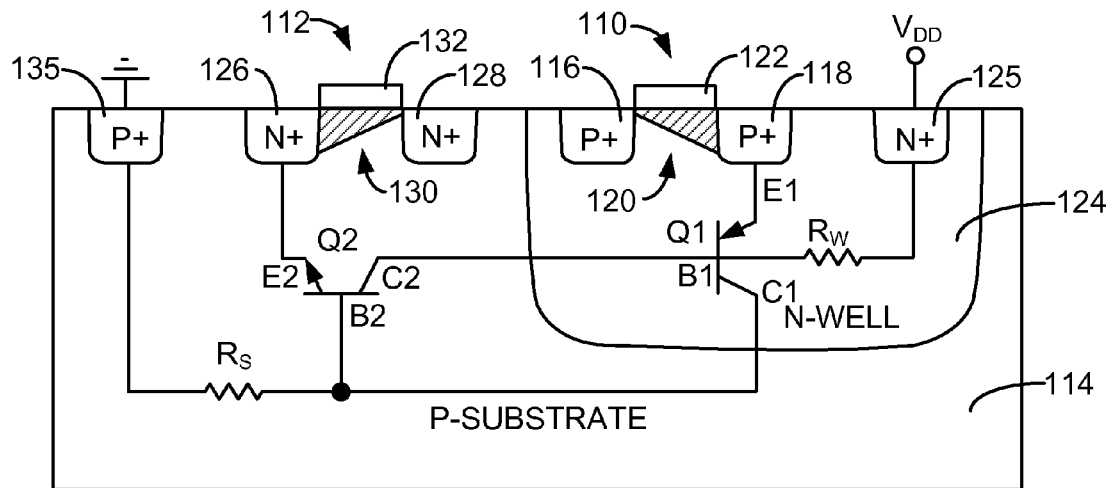 112
132
110
V_DD
135
126
128
116
122
118
125
P+
N+
N+
P+
P+
N+
130
120
E1
124
Q2
Q1
R_W
E2
C2
B1
C1
B2
N-WELL
R_S
114
P-SUBSTRATE